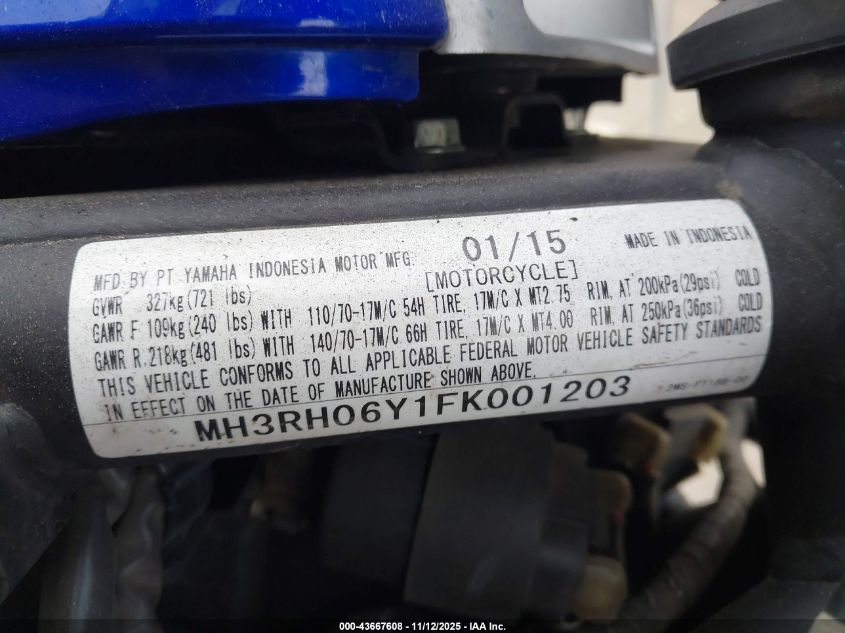 MFD BY PT YAMAHA INDONESIA MOTOR MFG 01/15 MADE IN INDONESIA
[MOTORCYCLE]
GVWR 327kg(721 lbs)
GAWR F 109kg(240 lbs) WITH 110/70-17M/C 54H TIRE, 17M/C X MT2.75 RIM, AT 200kPa(29psi) COLD
GAWR R.218kg(481 lbs) WITH 140/70-17M/C 66H TIRE, 17M/C X MT4.00 RIM, AT 250kPa(36psi) COLD
THIS VEHICLE CONFORMS TO ALL APPLICABLE FEDERAL MOTOR VEHICLE SAFETY STANDARDS
IN EFFECT ON THE DATE OF MANUFACTURE SHOWN ABOVE.
MH3RH06Y1FK001203
000-43667608 - 11/12/2025 - IAA Inc.